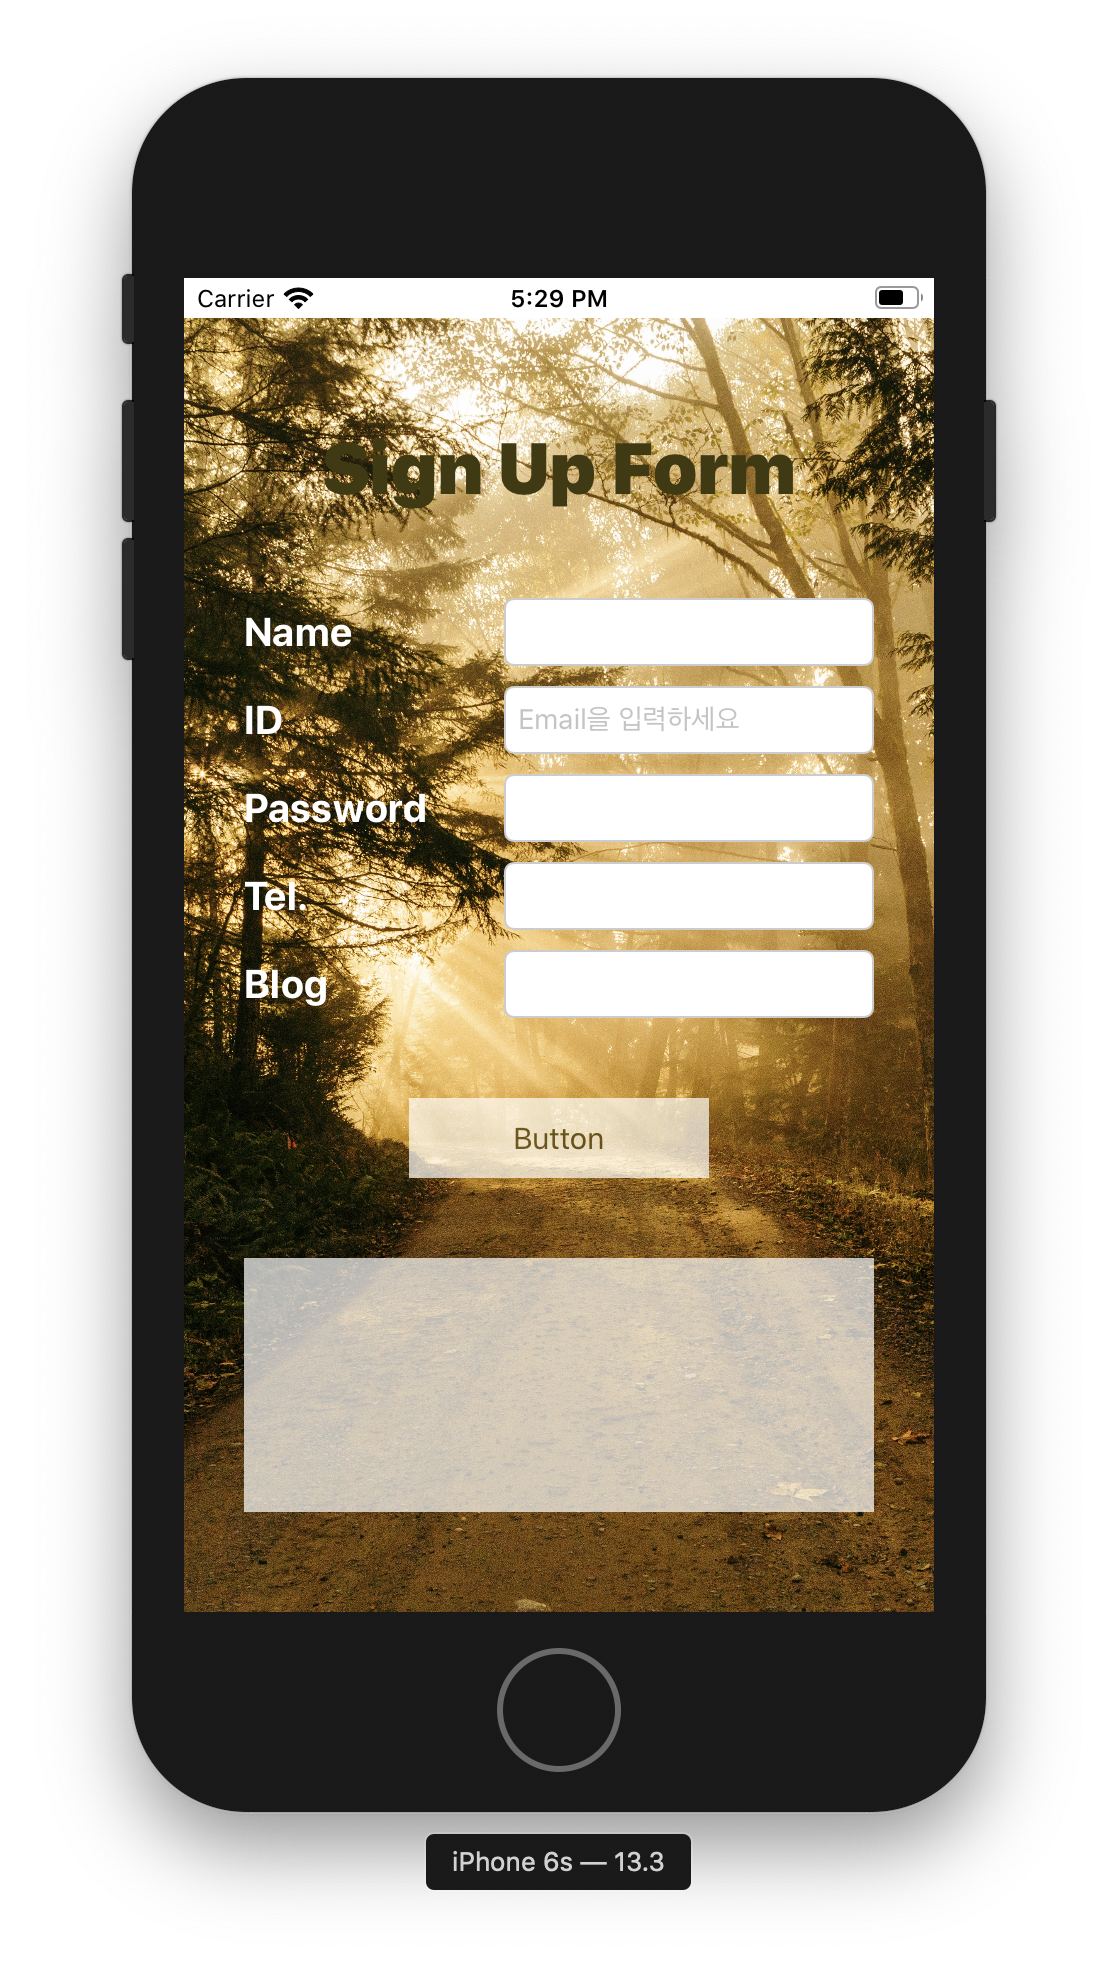 Carrier 5:29 PM
Sign Up Form
Name
ID Email을 입력하세요
Password
Tel.
Blog
Button
iPhone 6s — 13.3